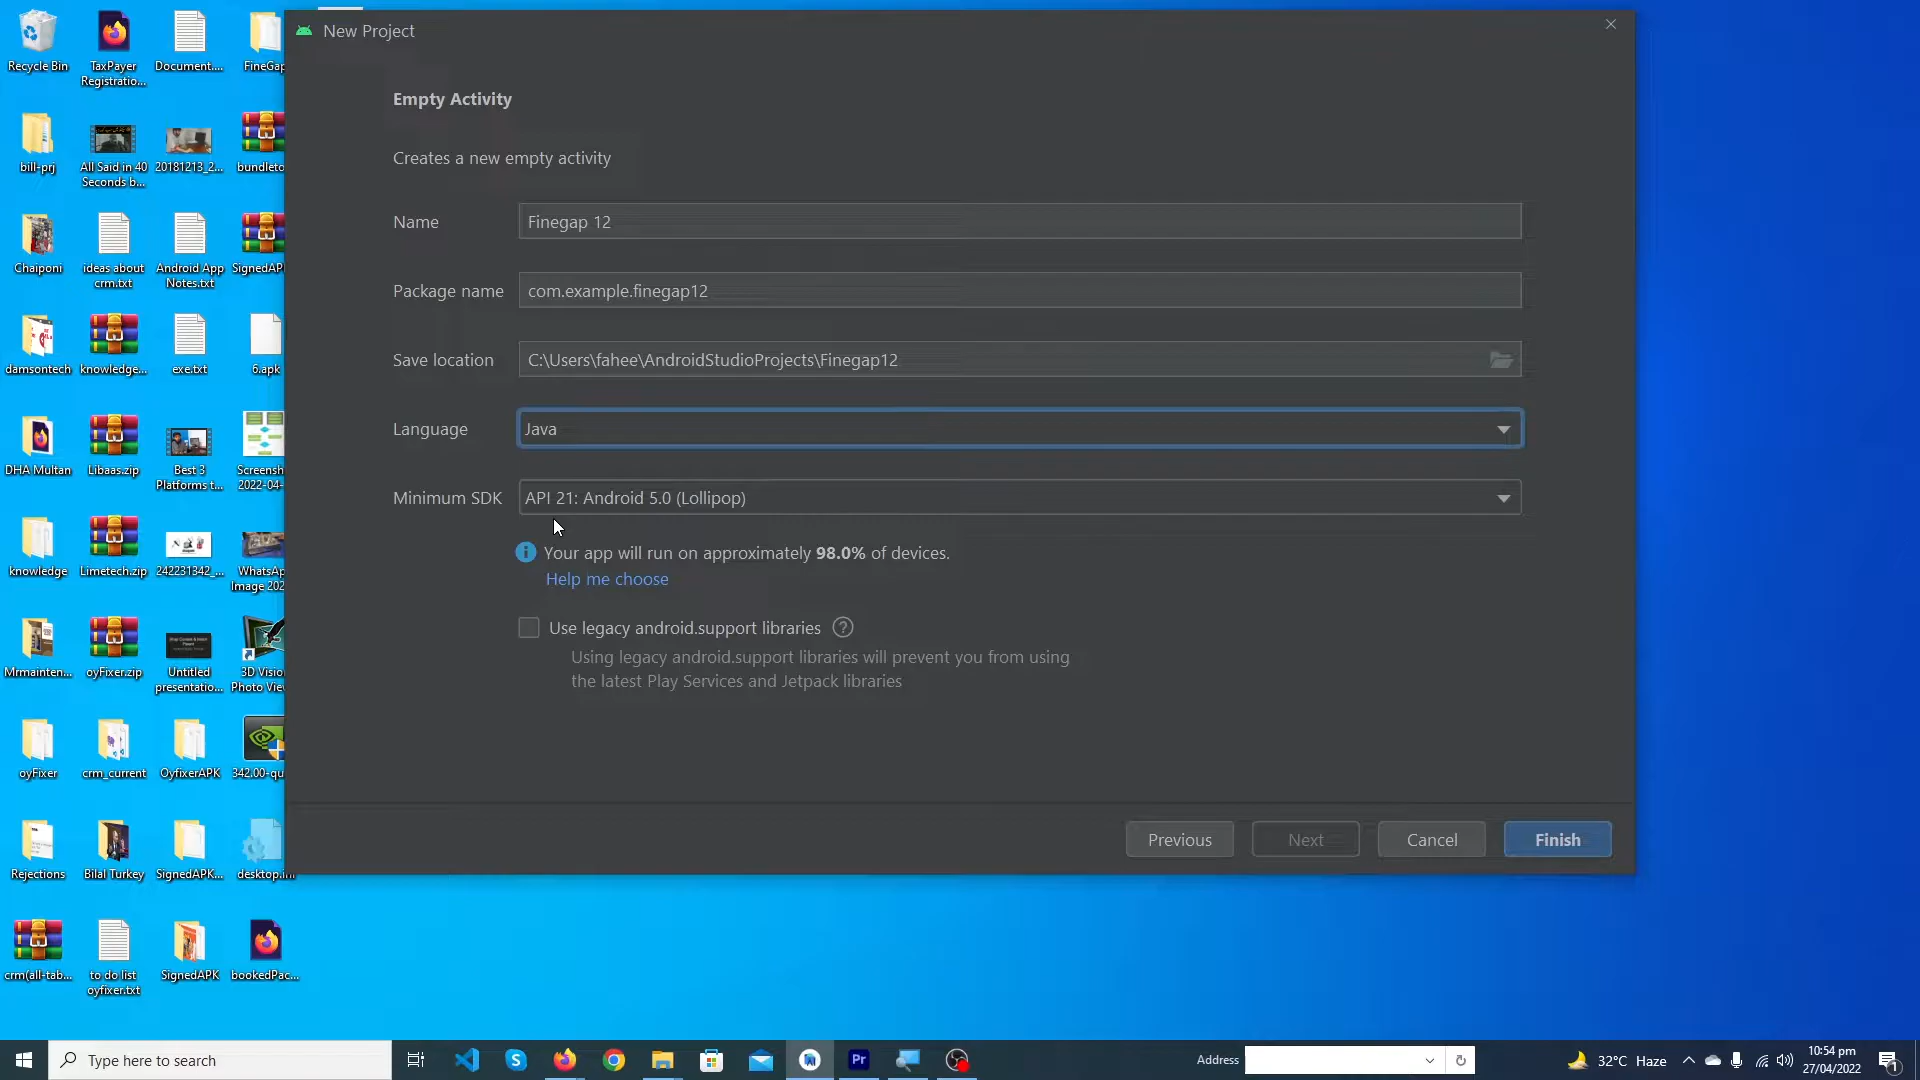 New Project
Empty Activity
Creates a new empty activity
Name
Finegap 12
Package name
com.example.finegap12
Save location
C:\Users\fahee\AndroidStudioProjects\Finegap12
Language
Java
Minimum SDK
API 21: Android 5.0 (Lollipop)
Your app will run on approximately 98.0% of devices.
Help me choose
Use legacy android.support libraries
Using legacy android.support libraries will prevent you from using
the latest Play Services and Jetpack libraries
Previous
Next
Cancel
Finish
Recycle Bin
TaxPayer
Registratio...
Document....
FineGap
bill-prj
All Said in 40
Seconds b...
20181213_2...
bundleto
Chaiponi
ideas about
crm.txt
Android App
Notes.txt
SignedAP
damsontech
knowledge...
exe.txt
6.apk
DHA Multan
Libaas.zip
Best 3
Platforms t...
Screensh
2022-04-
knowledge
Limetech.zip
242231342_...
WhatsAp
Image 202
Mrmainten...
oyFixer.zip
Untitled
presentatio...
3D Visio
Photo Vie
oyFixer
crm_current
OyfixerAPK
342.00-qu
Rejections
Bilal Turkey
SignedAPK...
desktop.ini
crm(all-tab...
to do list
oyfixer.txt
SignedAPK
bookedPac...
Type here to search
Pr
Address
32°C Haze
10:54 pm
27/04/2022
1